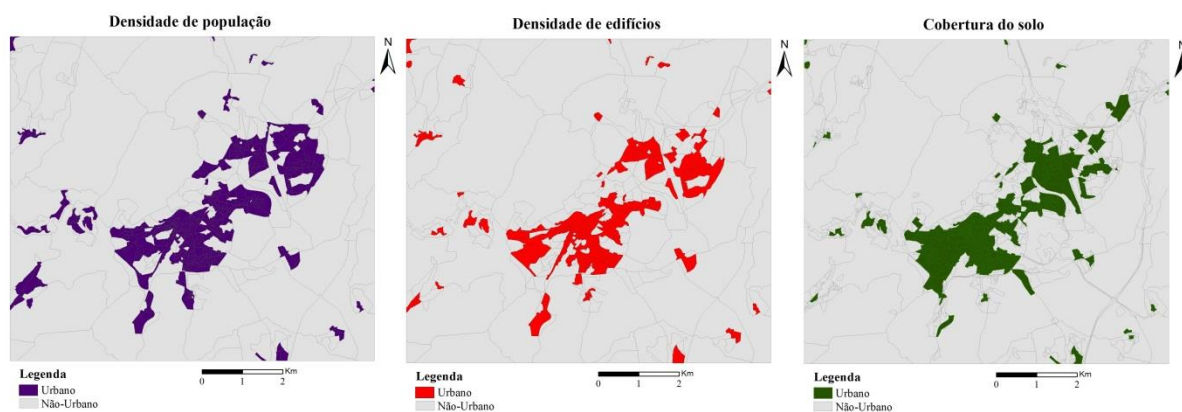 Densidade de população
N
Legenda
Urbano
Não-Urbano
0 1 2 Km
Densidade de edifícios
N
Legenda
Urbano
Não-Urbano
0 1 2 Km
Cobertura do solo
N
Legenda
Urbano
Não-Urbano
0 1 2 Km